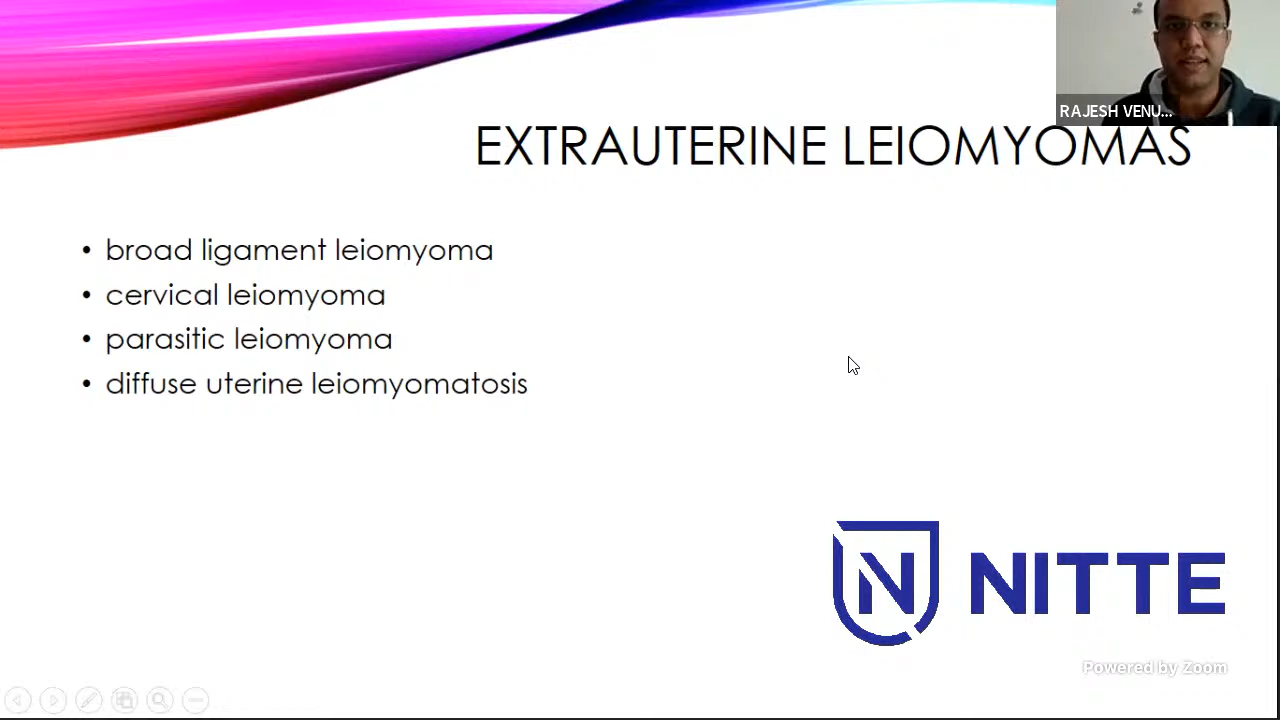 RAJESH VENU...
EXTRAUTERINE LEIOMYOMAS
• broad ligament leiomyoma
• cervical leiomyoma
• parasitic leiomyoma
• diffuse uterine leiomyomatosis
N NITTE
Powered by Zoom